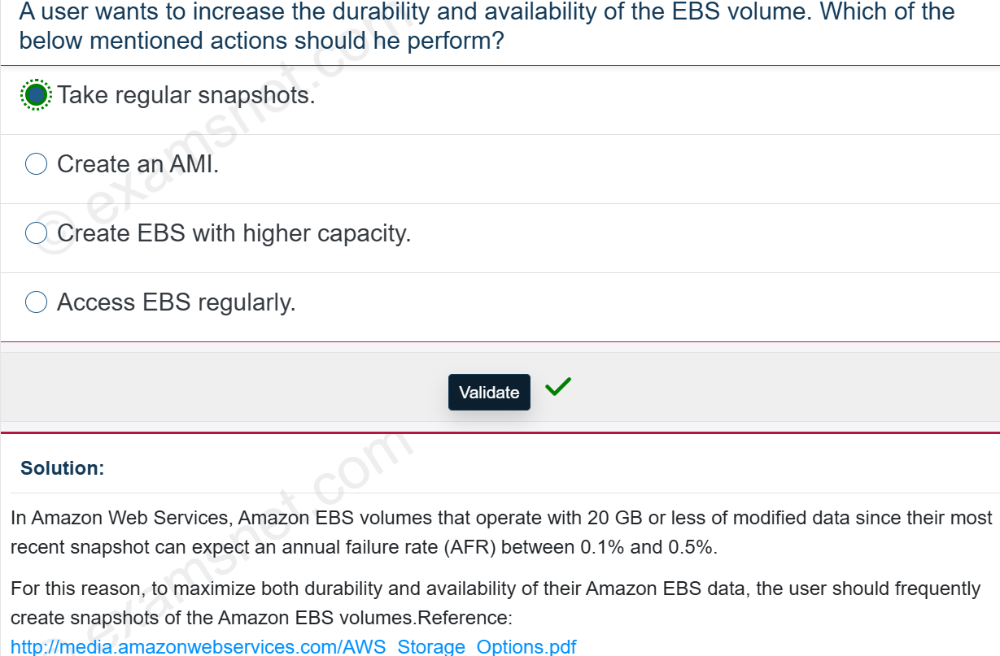 A user wants to increase the durability and availability of the EBS volume. Which of the
below mentioned actions should he perform?
Take regular snapshots.
Create an AMI.
Create EBS with higher capacity.
Access EBS regularly.
© examsnet.com
Validate
Solution:
In Amazon Web Services, Amazon EBS volumes that operate with 20 GB or less of modified data since their most
recent snapshot can expect an annual failure rate (AFR) between 0.1% and 0.5%.
For this reason, to maximize both durability and availability of their Amazon EBS data, the user should frequently
create snapshots of the Amazon EBS volumes.Reference:
http://media.amazonwebservices.com/AWS_Storage_Options.pdf
© examsnet.com